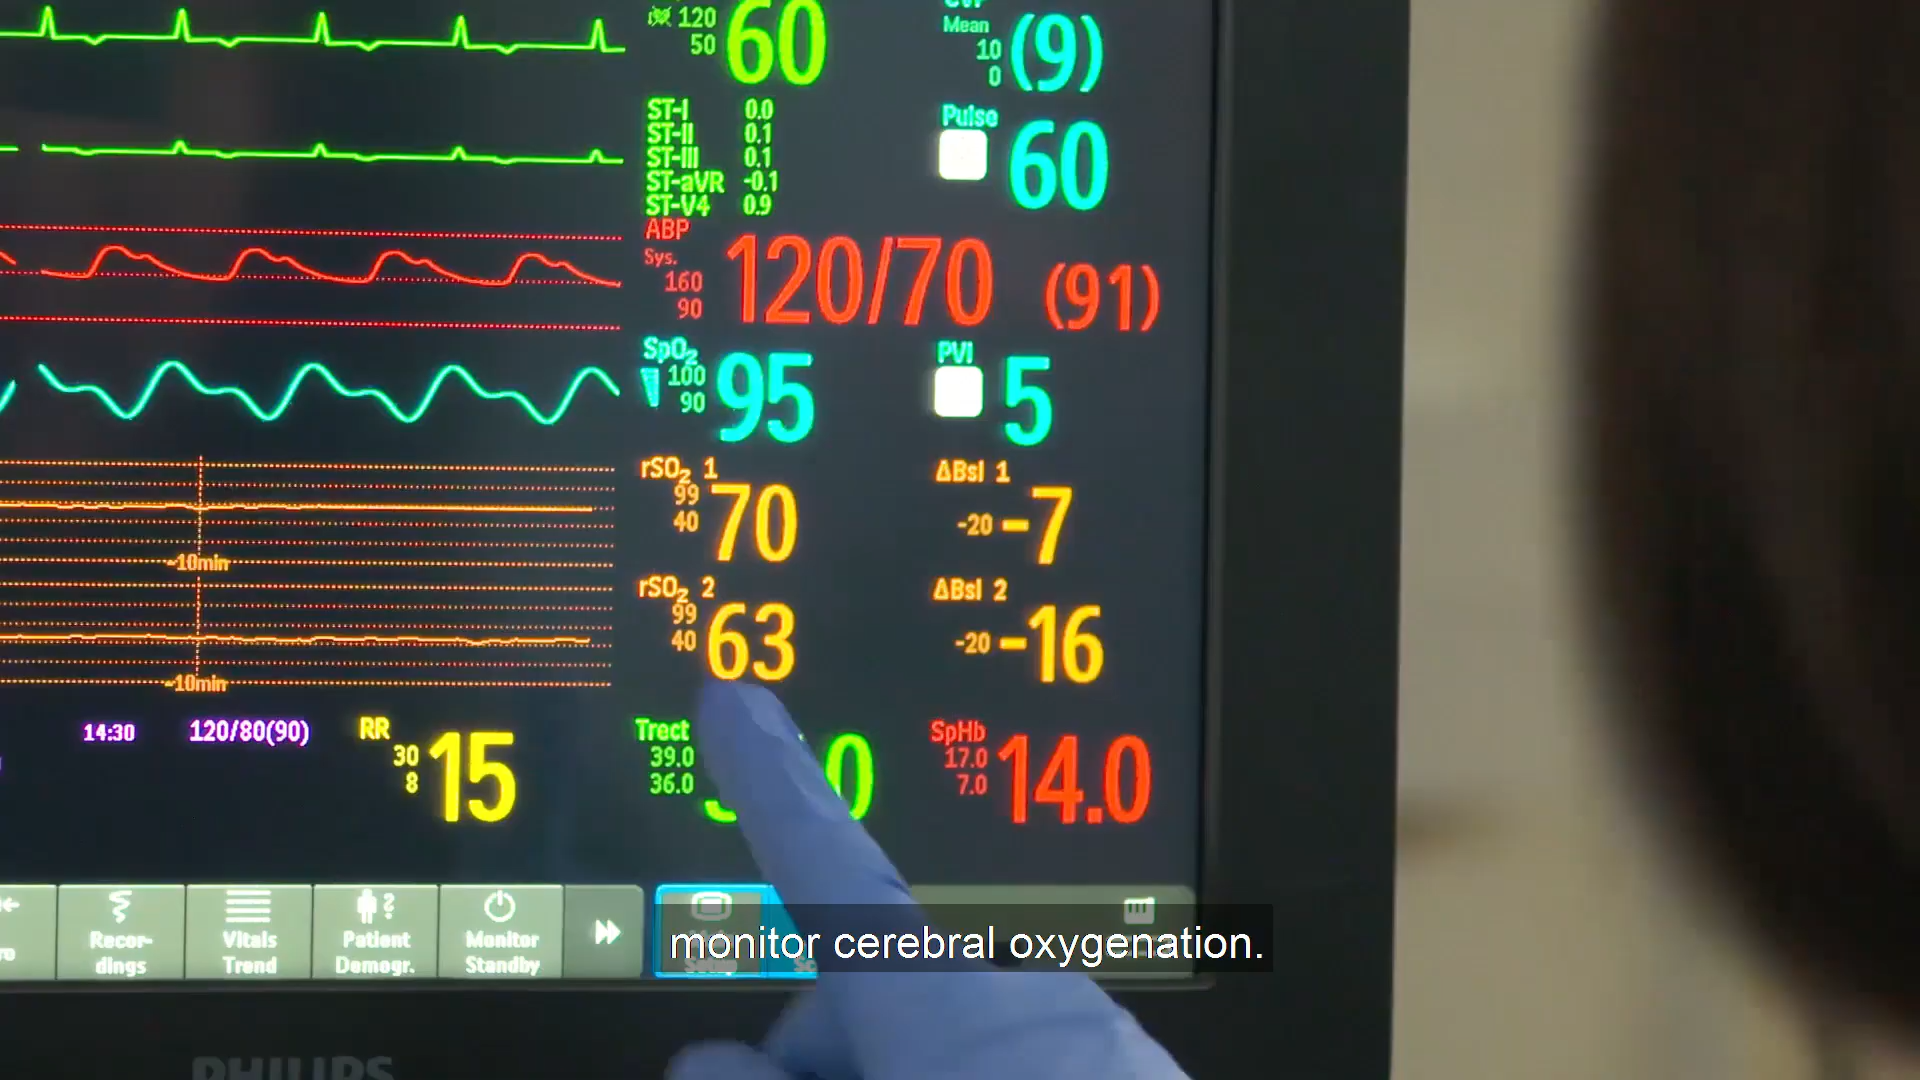 120
50
60
Mean
10
0
(9)
ST-I 0.0
ST-II 0.1
ST-III 0.1
ST-aVR -0.1
ST-V4 0.9
Pulse
60
ABP
Sys.
160
90
120/70 (91)
SpO₂
100
90
95
PVI
5
rSO₂ 1
99
40
70
ΔBsl 1
-20
-7
-10min
rSO₂ 2
99
40
63
ΔBsl 2
-20
-16
-10min
14:30 120/80(90)
RR
30
8
15
Trect
39.0
36.0
SpHb
17.0
7.0
14.0
Recor-
dings
Vitals
Trend
Patient
Demogr.
Monitor
Standby
monitor cerebral oxygenation.
PHILIPS